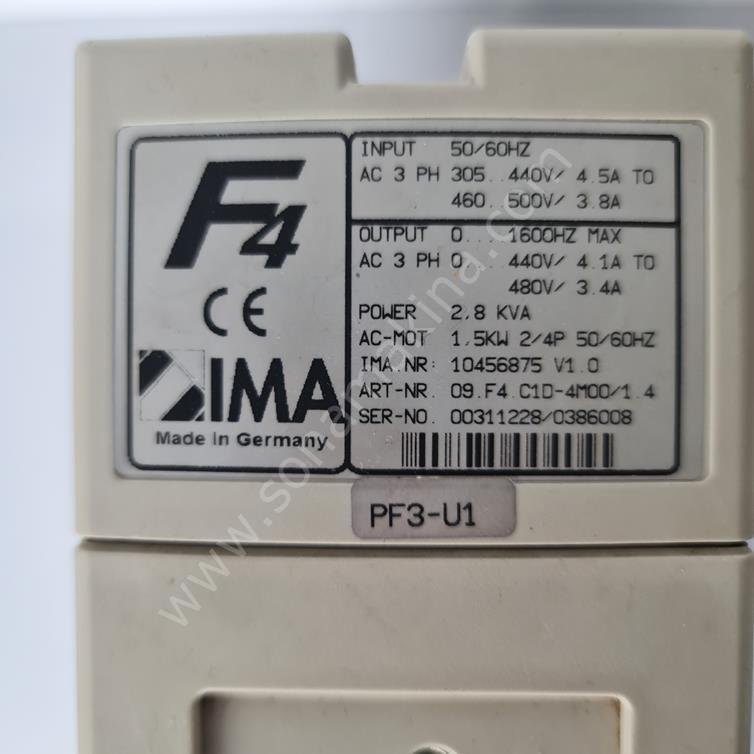 F4
CE
IMA
Made in Germany
INPUT 50/60HZ
AC 3 PH 305..440V/ 4.5A TO
460..500V/ 3.8A
OUTPUT 0... 1600HZ MAX
AC 3 PH 0... 440V/ 4.1A TO
480V/ 3.4A
POWER 2,8 KVA
AC-MOT 1,5KW 2/4P 50/60HZ
IMA.NR: 10456875 V1.0
ART-NR. 09.F4.C1D-4M00/1.4
SER-NO. 00311228/0386008
PF3-U1
www.sonamakina.com